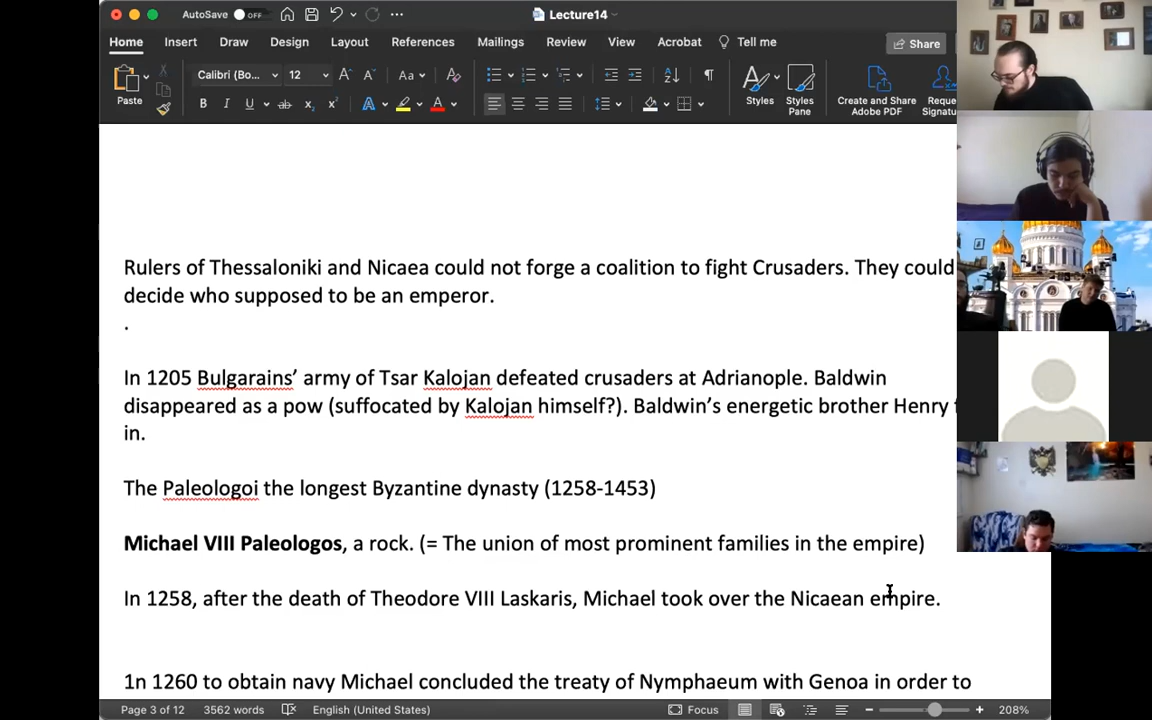 AutoSave OFF Lecture14
Home Insert Draw Design Layout References Mailings Review View Acrobat Tell me Share
Calibri (Bo... 12 Aa
Paste Styles Styles Pane Create and Share Adobe PDF
Rulers of Thessaloniki and Nicaea could not forge a coalition to fight Crusaders. They could
decide who supposed to be an emperor.
.
In 1205 Bulgarains’ army of Tsar Kalojan defeated crusaders at Adrianople. Baldwin
disappeared as a pow (suffocated by Kalojan himself?). Baldwin’s energetic brother Henry
in.
The Paleologoi the longest Byzantine dynasty (1258-1453)
Michael VIII Paleologos, a rock. (= The union of most prominent families in the empire)
In 1258, after the death of Theodore VIII Laskaris, Michael took over the Nicaean empire.
1n 1260 to obtain navy Michael concluded the treaty of Nymphaeum with Genoa in order to
Page 3 of 12 3562 words English (United States) Focus 208%